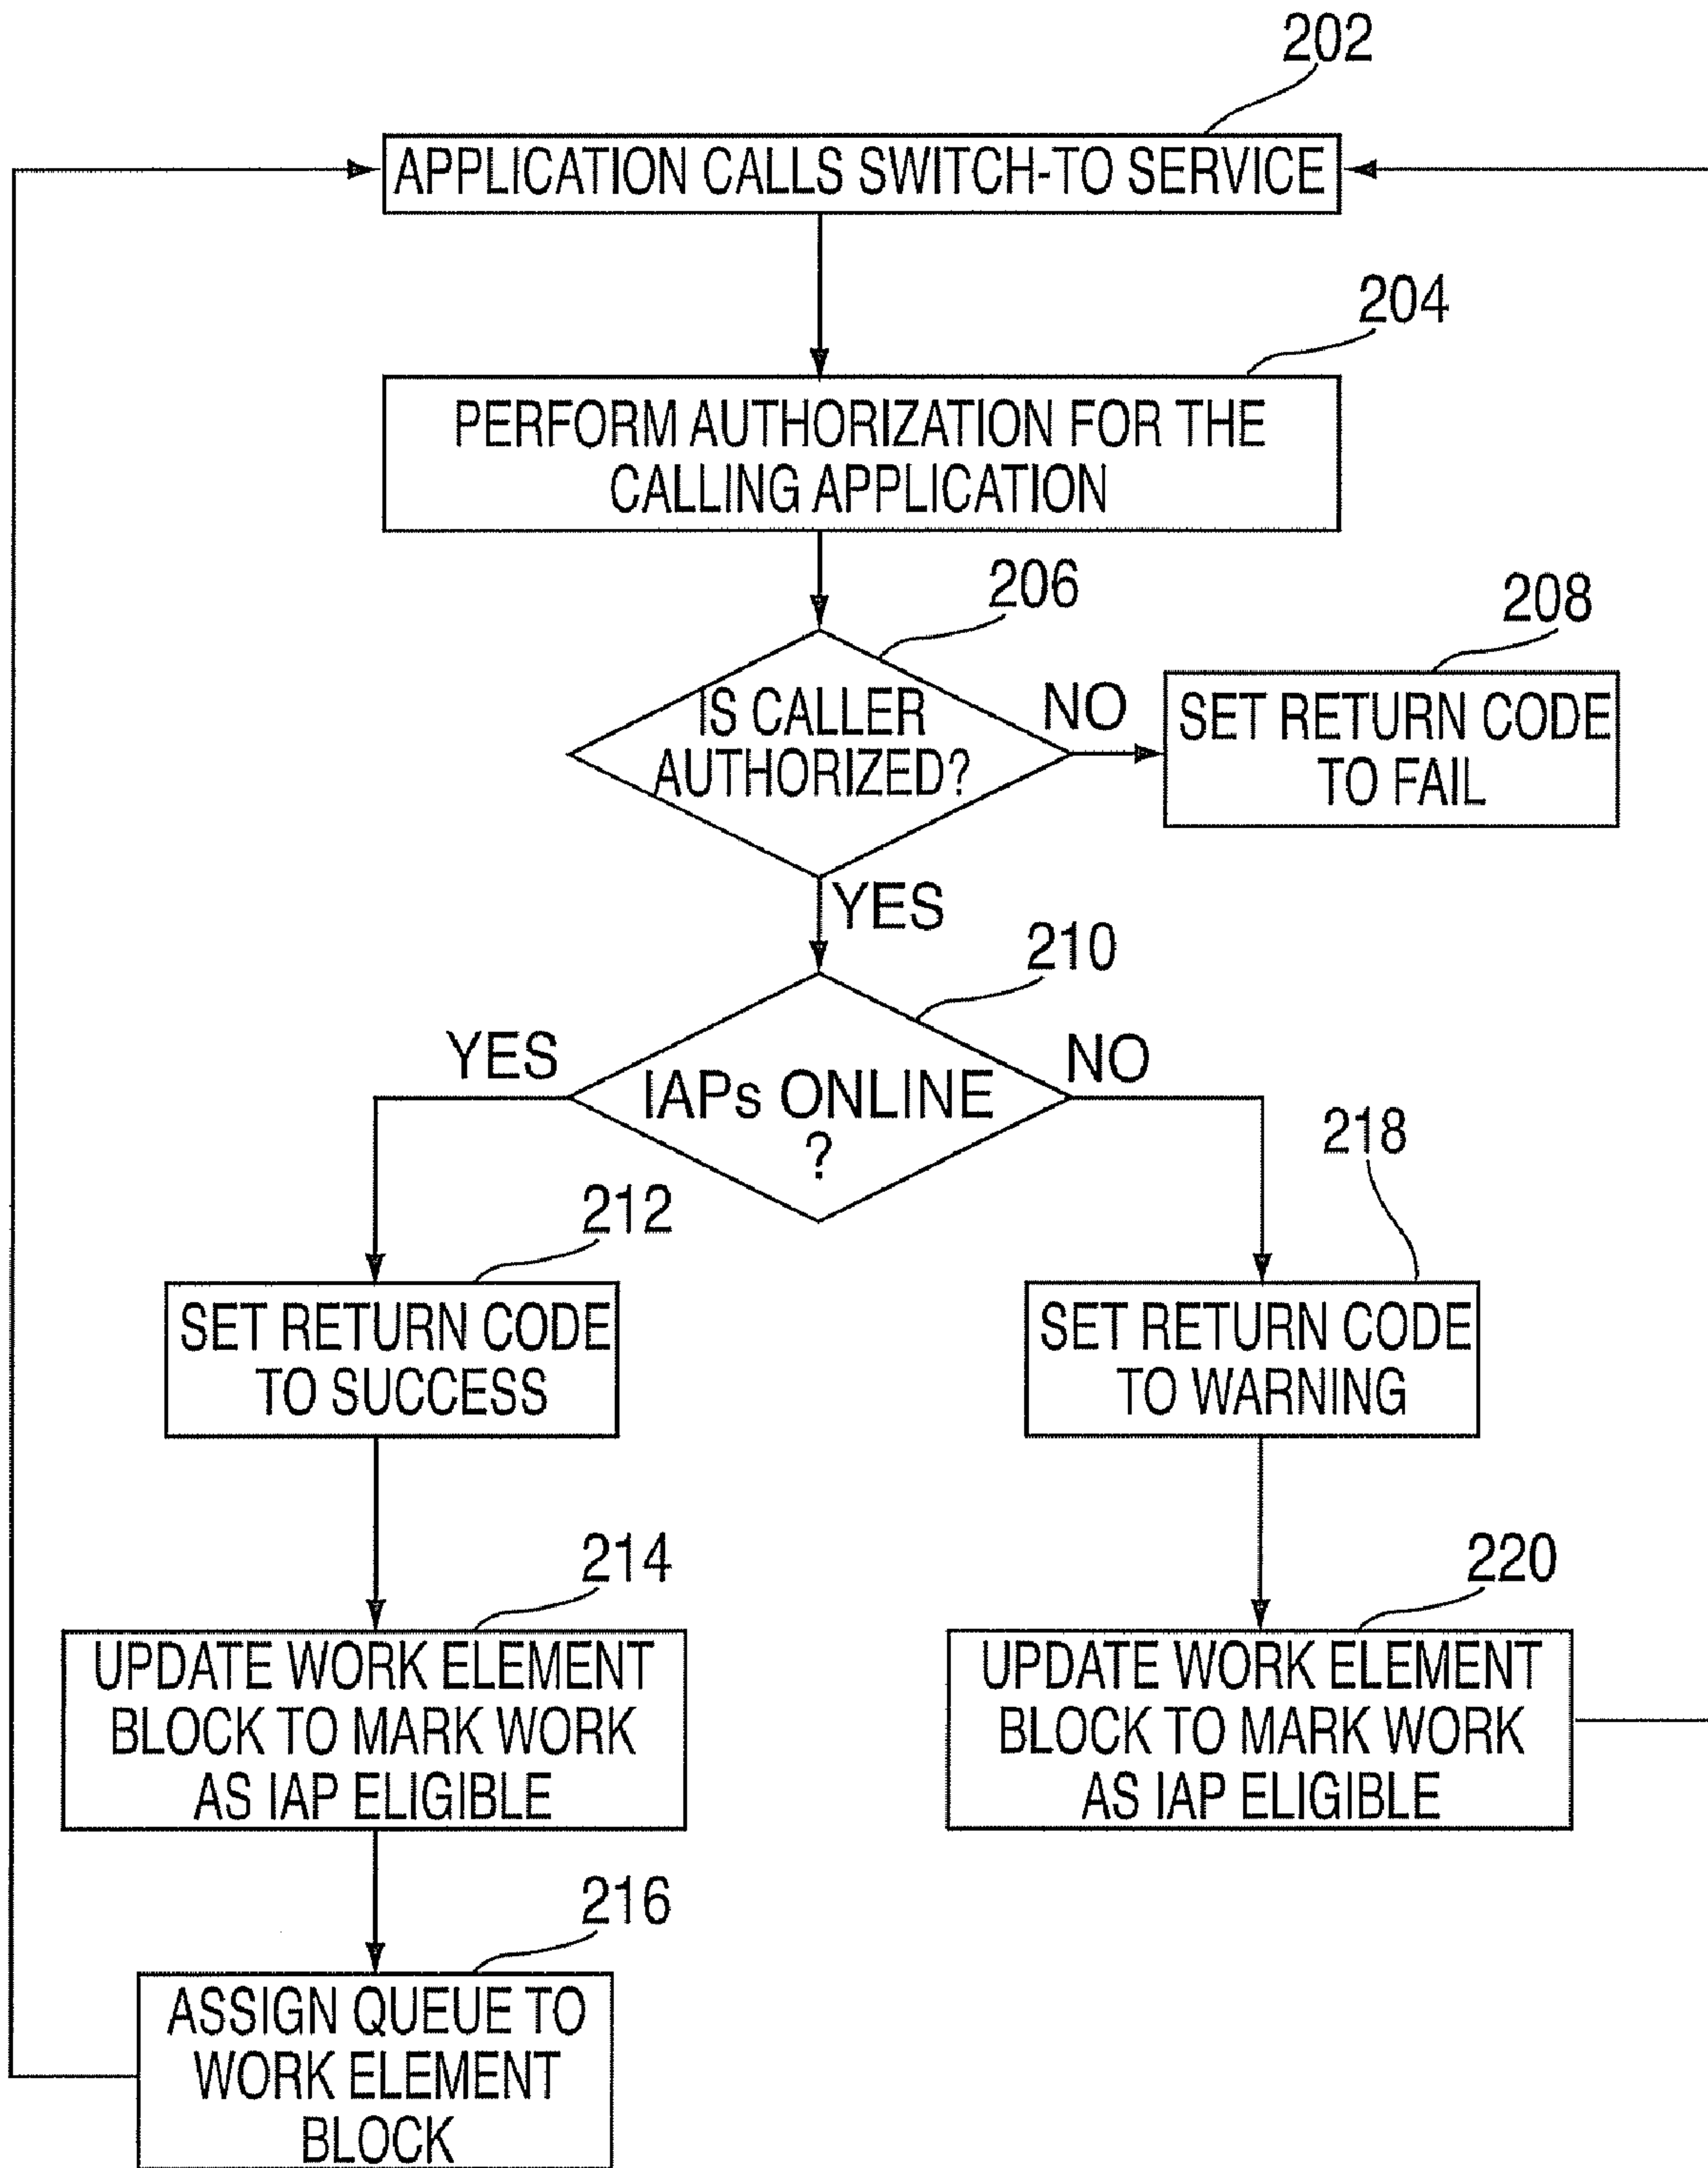 202
APPLICATION CALLS SWITCH-TO SERVICE
204
PERFORM AUTHORIZATION FOR THE
CALLING APPLICATION
206
IS CALLER
AUTHORIZED?
NO
208
SET RETURN CODE
TO FAIL
YES
210
IAPs ONLINE
?
YES
NO
212
SET RETURN CODE
TO SUCCESS
218
SET RETURN CODE
TO WARNING
214
UPDATE WORK ELEMENT
BLOCK TO MARK WORK
AS IAP ELIGIBLE
220
UPDATE WORK ELEMENT
BLOCK TO MARK WORK
AS IAP ELIGIBLE
216
ASSIGN QUEUE TO
WORK ELEMENT
BLOCK